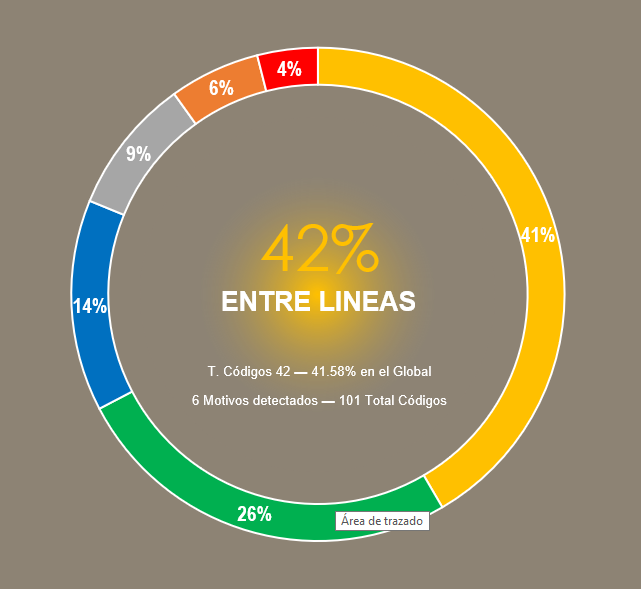 4%
6%
9%
41%
42%
ENTRE LINEAS
14%
T. Códigos 42 — 41.58% en el Global
6 Motivos detectados — 101 Total Códigos
26%
Área de trazado